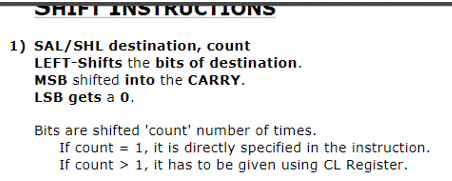 SHIFT INSTRUCTIONS
1) SAL/SHL destination, count
LEFT-Shifts the bits of destination.
MSB shifted into the CARRY.
LSB gets a 0.
Bits are shifted 'count' number of times.
If count = 1, it is directly specified in the instruction.
If count > 1, it has to be given using CL Register.